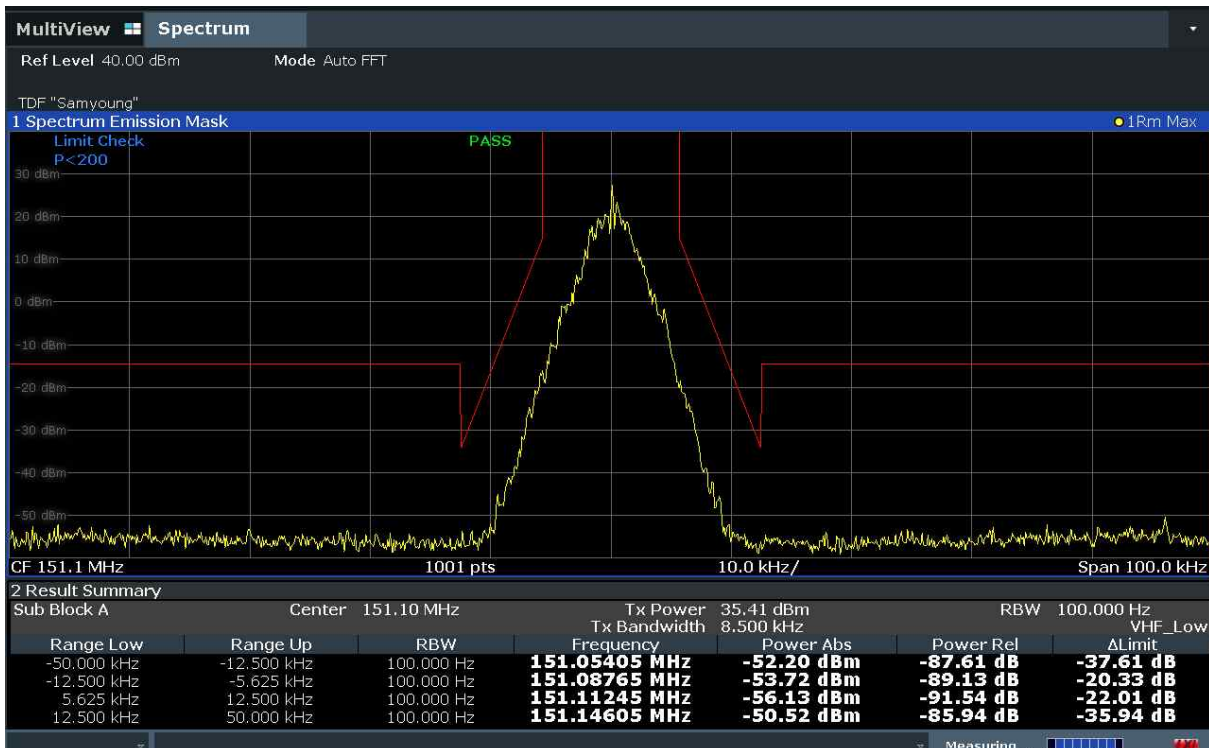 MultiView Spectrum
Ref Level 40.00 dBm Mode Auto FFT
TDF "Samyoung"
1 Spectrum Emission Mask 1Rm Max
Limit Check PASS
P<200
30 dBm
20 dBm
10 dBm
0 dBm
-10 dBm
-20 dBm
-30 dBm
-40 dBm
-50 dBm
CF 151.1 MHz 1001 pts 10.0 kHz/ Span 100.0 kHz
2 Result Summary
Sub Block A Center 151.10 MHz Tx Power 35.41 dBm RBW 100.000 Hz
Tx Bandwidth 8.500 kHz VHF_Low
Range Low Range Up RBW Frequency Power Abs Power Rel ΔLimit
-50.000 kHz -12.500 kHz 100.000 Hz 151.05405 MHz -52.20 dBm -87.61 dB -37.61 dB
-12.500 kHz -5.625 kHz 100.000 Hz 151.08765 MHz -53.72 dBm -89.13 dB -20.33 dB
5.625 kHz 12.500 kHz 100.000 Hz 151.11245 MHz -56.13 dBm -91.54 dB -22.01 dB
12.500 kHz 50.000 kHz 100.000 Hz 151.14605 MHz -50.52 dBm -85.94 dB -35.94 dB
Measuring